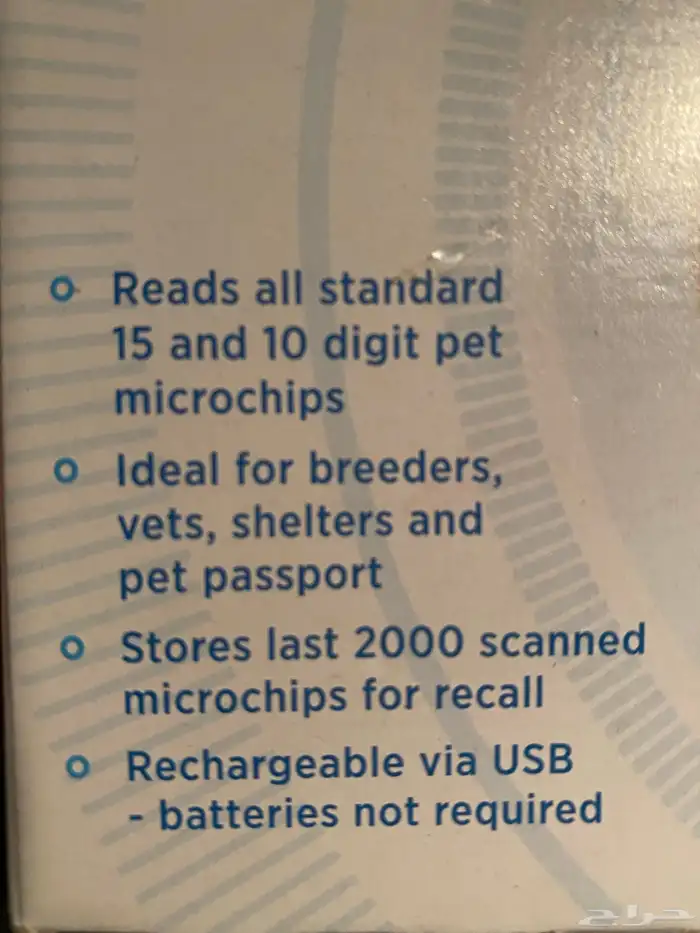 Reads all standard
15 and 10 digit pet
microchips
Ideal for breeders,
vets, shelters and
pet passport
Stores last 2000 scanned
microchips for recall
Rechargeable via USB
- batteries not required
حراج